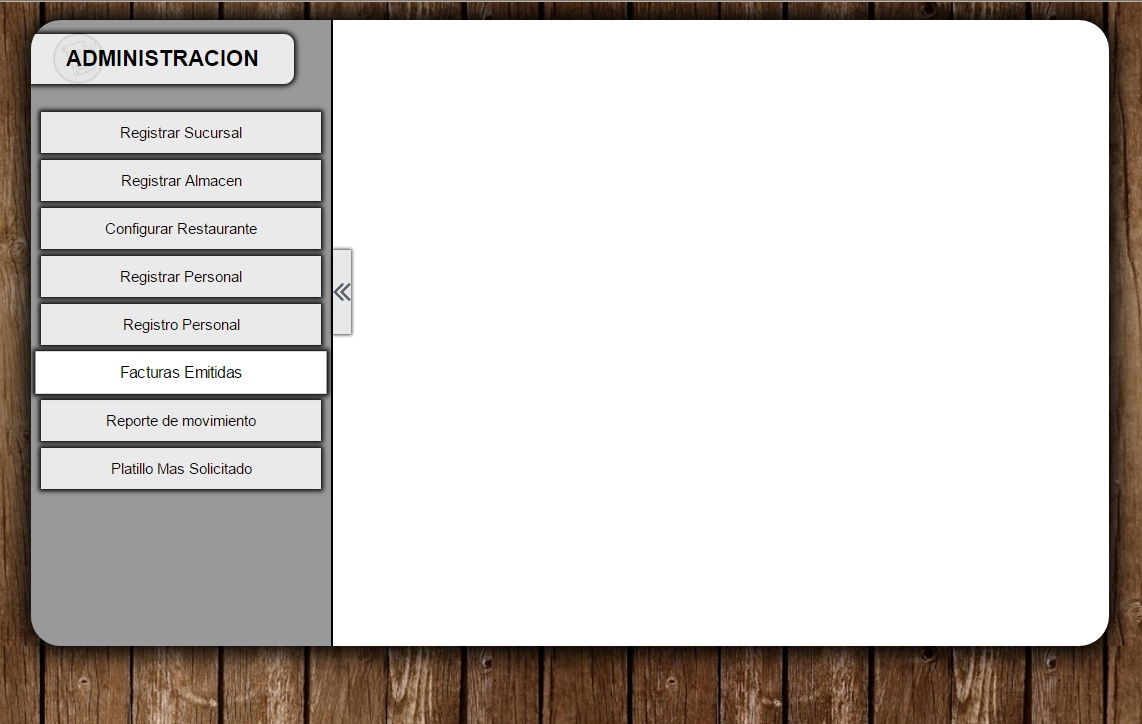 ADMINISTRACION
Registrar Sucursal
Registrar Almacen
Configurar Restaurante
Registrar Personal
Registro Personal
Facturas Emitidas
Reporte de movimiento
Platillo Mas Solicitado